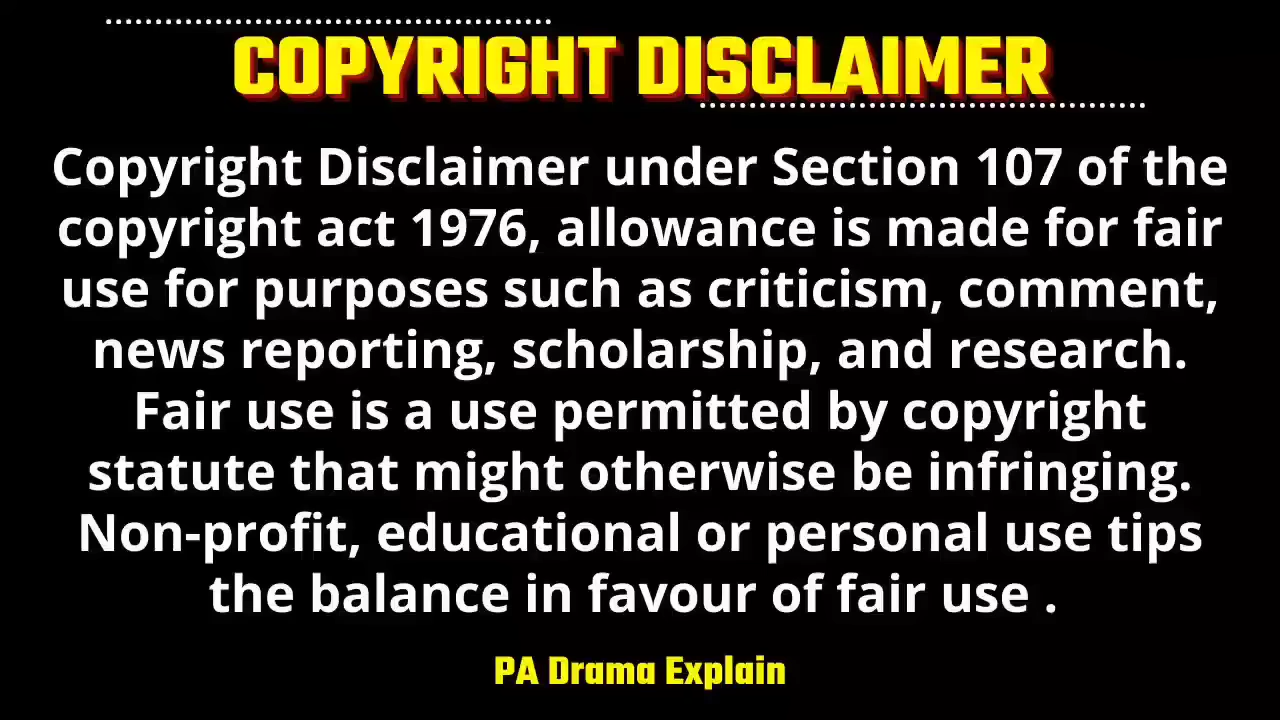 COPYRIGHT DISCLAIMER
Copyright Disclaimer under Section 107 of the
copyright act 1976, allowance is made for fair
use for purposes such as criticism, comment,
news reporting, scholarship, and research.
Fair use is a use permitted by copyright
statute that might otherwise be infringing.
Non-profit, educational or personal use tips
the balance in favour of fair use .
PA Drama Explain